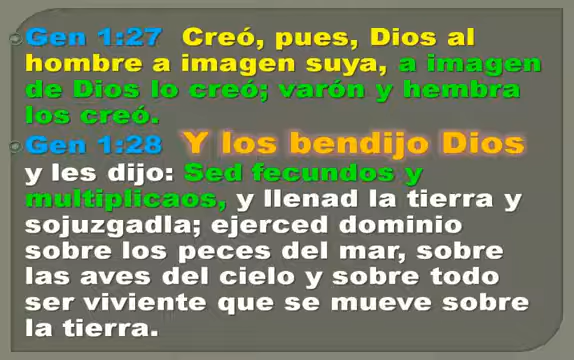 Gen 1:27 Creó, pues, Dios al
hombre a imagen suya, a imagen
de Dios lo creó; varón y hembra
los creó.
Gen 1:28 Y los bendijo Dios
y les dijo: Sed fecundos y
multiplicaos, y llenad la tierra y
sojuzgadla; ejerced dominio
sobre los peces del mar, sobre
las aves del cielo y sobre todo
ser viviente que se mueve sobre
la tierra.